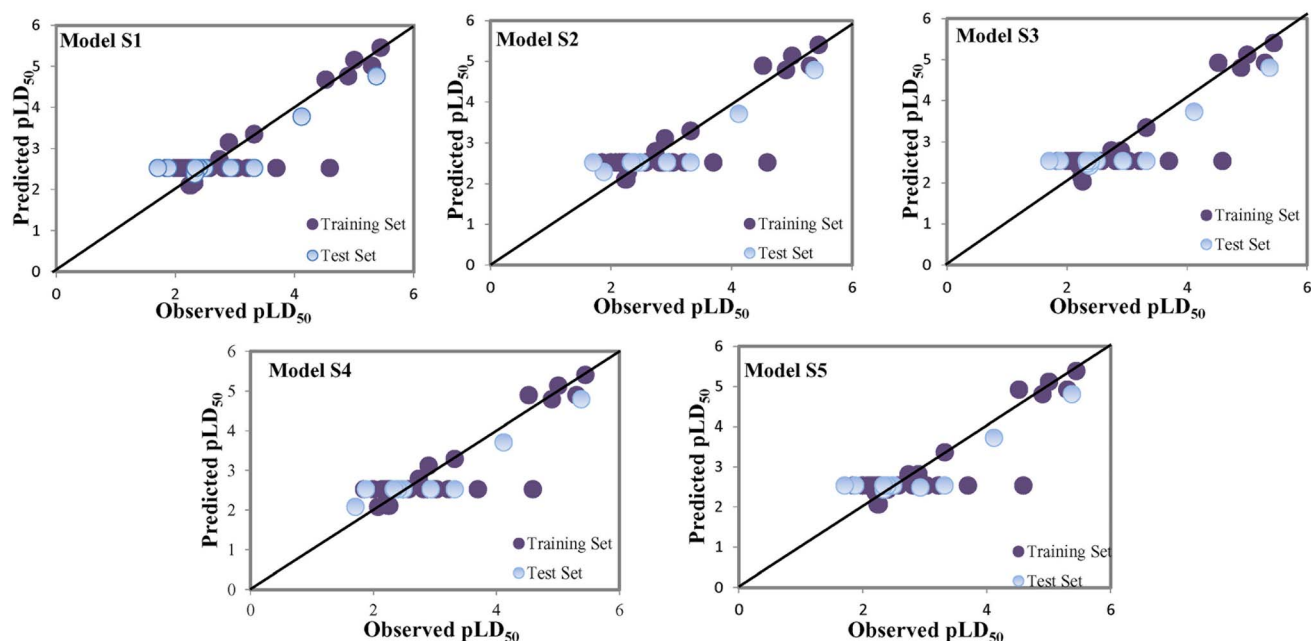 Model S1
Predicted pLD50
6
5
4
3
2
1
0
Training Set
Test Set
0 2 4 6
Observed pLD50
Model S2
Predicted pLD50
6
5
4
3
2
1
0
Training Set
Test Set
0 2 4 6
Observed pLD50
Model S3
Predicted pLD50
6
5
4
3
2
1
0
Training Set
Test Set
0 2 4 6
Observed pLD50
Model S4
Predicted pLD50
6
5
4
3
2
1
0
Training Set
Test Set
0 2 4 6
Observed pLD50
Model S5
Predicted pLD50
6
5
4
3
2
1
0
Training Set
Test Set
0 2 4 6
Observed pLD50